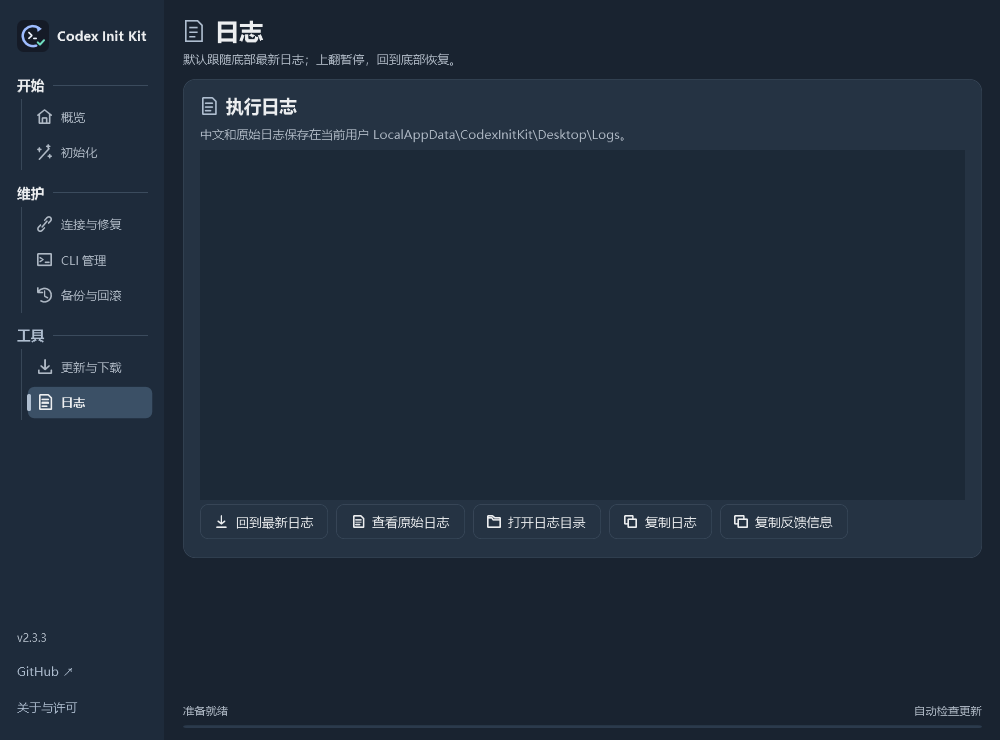 Codex Init Kit
开始
概览
初始化
维护
连接与修复
CLI 管理
备份与回滚
工具
更新与下载
日志
v2.3.3
GitHub ↗
关于与许可
日志
默认跟随底部最新日志；上翻暂停，回到底部恢复。
执行日志
中文和原始日志保存在当前用户 LocalAppData\CodexInitKit\Desktop\Logs。
回到最新日志
查看原始日志
打开日志目录
复制日志
复制反馈信息
准备就绪
自动检查更新